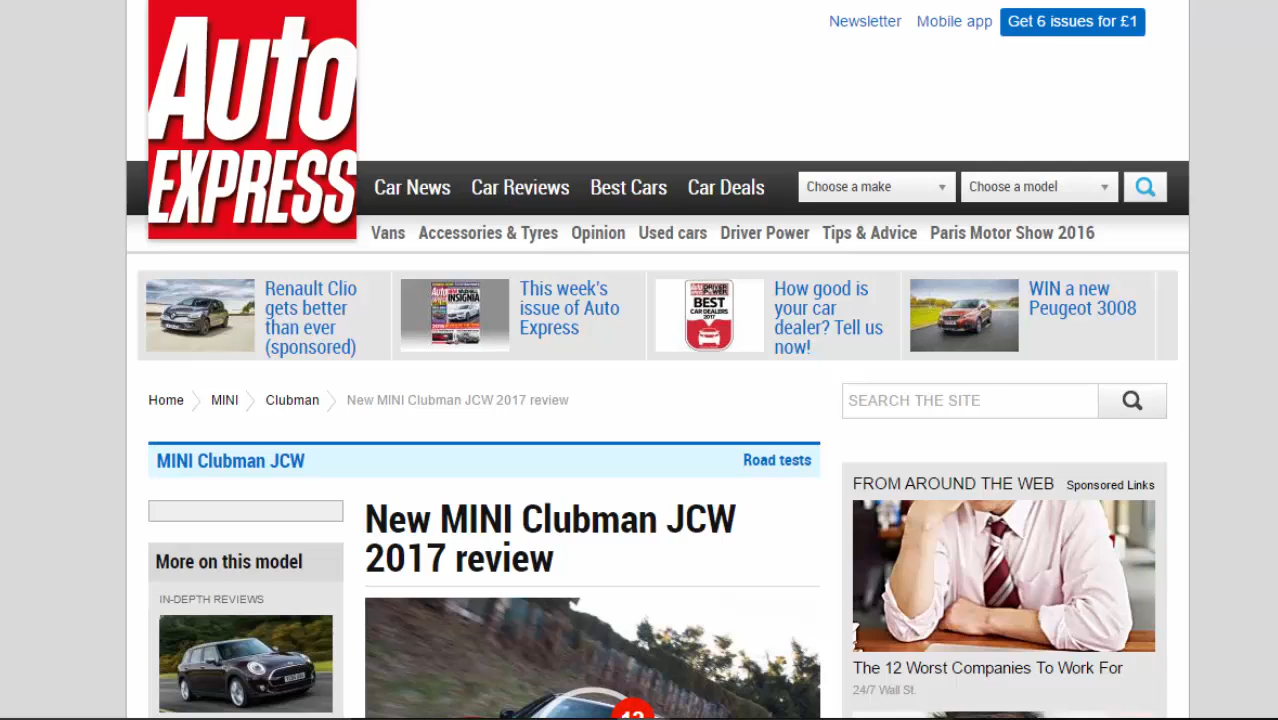 Auto
EXPRESS
Newsletter Mobile app Get 6 issues for £1
Car News Car Reviews Best Cars Car Deals Choose a make Choose a model
Vans Accessories & Tyres Opinion Used cars Driver Power Tips & Advice Paris Motor Show 2016
Renault Clio
gets better
than ever
(sponsored)
INSIGNIA
This week's
issue of Auto
Express
BEST
CAR DEALERS
2017
How good is
your car
dealer? Tell us
now!
WIN a new
Peugeot 3008
Home MINI Clubman New MINI Clubman JCW 2017 review
SEARCH THE SITE
MINI Clubman JCW Road tests
New MINI Clubman JCW
2017 review
More on this model
IN-DEPTH REVIEWS
FROM AROUND THE WEB Sponsored Links
The 12 Worst Companies To Work For
24/7 Wall St.